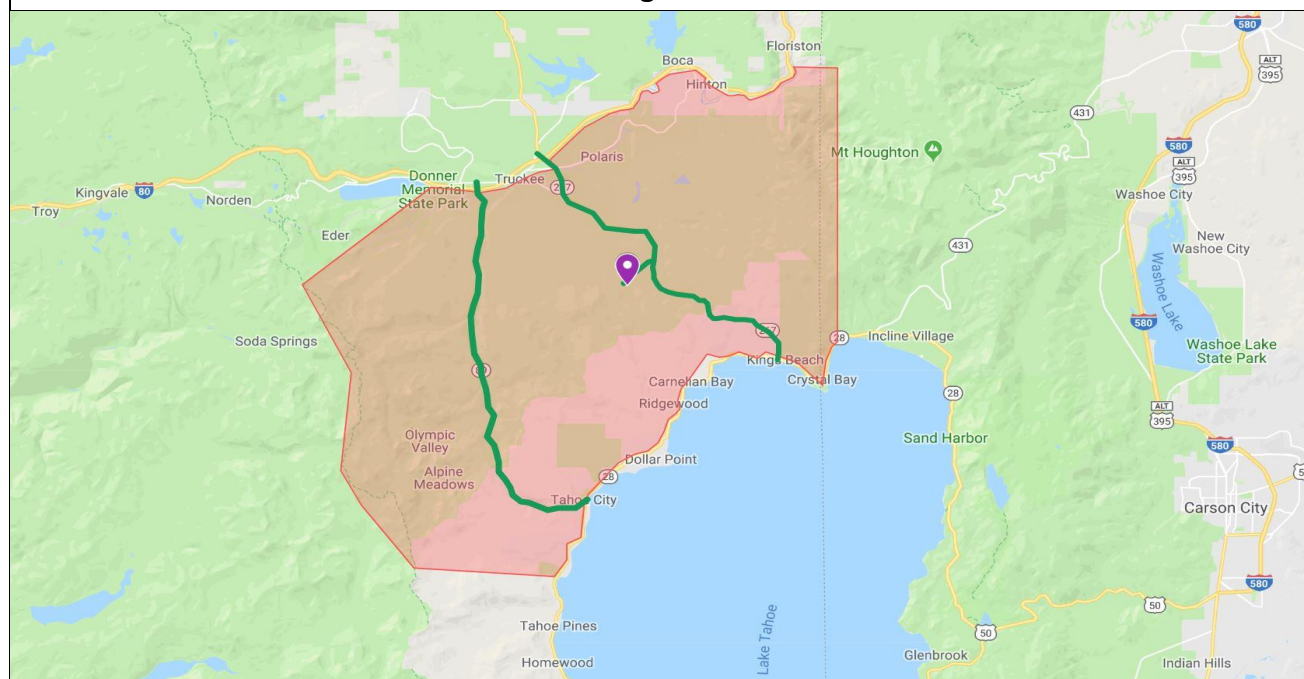 Floriston
580
Boca
ALT
395
Hinton
431
580
Polaris
Mt Houghton
ALT
395
Donner
Memorial
State Park
Truckee
267
Kingvale
80
Norden
Troy
Washoe City
Eder
431
New
Washoe City
Washoe Lake
580
Soda Springs
267
28
Incline Village
Washoe Lake
State Park
Kings Beach
89
Carnelian Bay
Crystal Bay
Ridgewood
28
ALT
395
Olympic
Valley
Sand Harbor
580
Dollar Point
Alpine
Meadows
28
Tahoe City
Carson City
580
50
Tahoe Pines
Lake Tahoe
50
Homewood
Glenbrook
Indian Hills